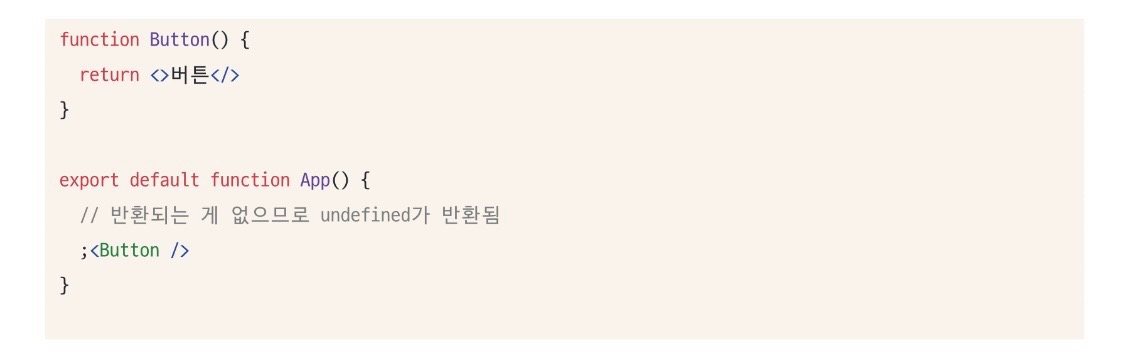 function Button() {
  return <>버튼</>
}

export default function App() {
  // 반환되는 게 없으므로 undefined가 반환됨
  ;<Button />
}